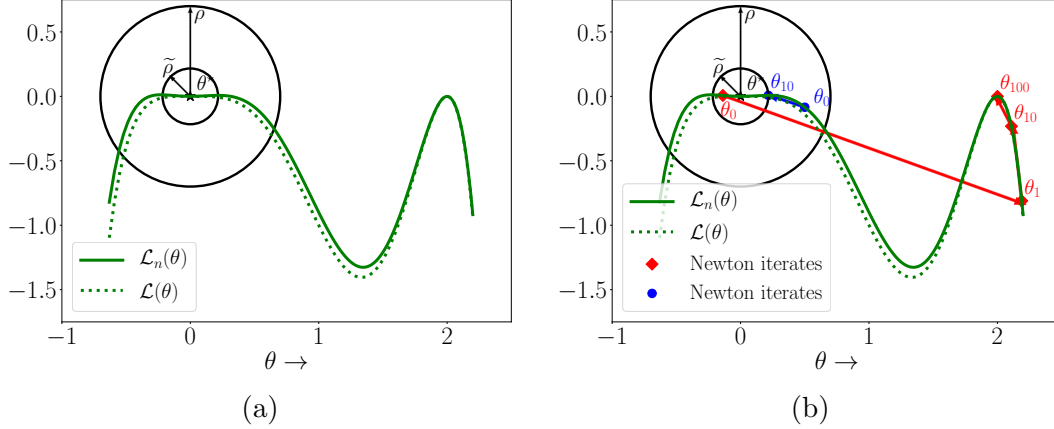 0.5
0.0
−0.5
−1.0
−1.5
−1
0
1
2
θ →
ρ
ρ̃
θ*
ℒₙ(θ)
ℒ(θ)
(a)
0.5
0.0
−0.5
−1.0
−1.5
−1
0
1
2
θ →
ρ
ρ̃
θ*
θ₁₀
θ₀
θ₀
θ₁₀₀
θ₁₀
θ₁
ℒₙ(θ)
ℒ(θ)
Newton iterates
Newton iterates
(b)